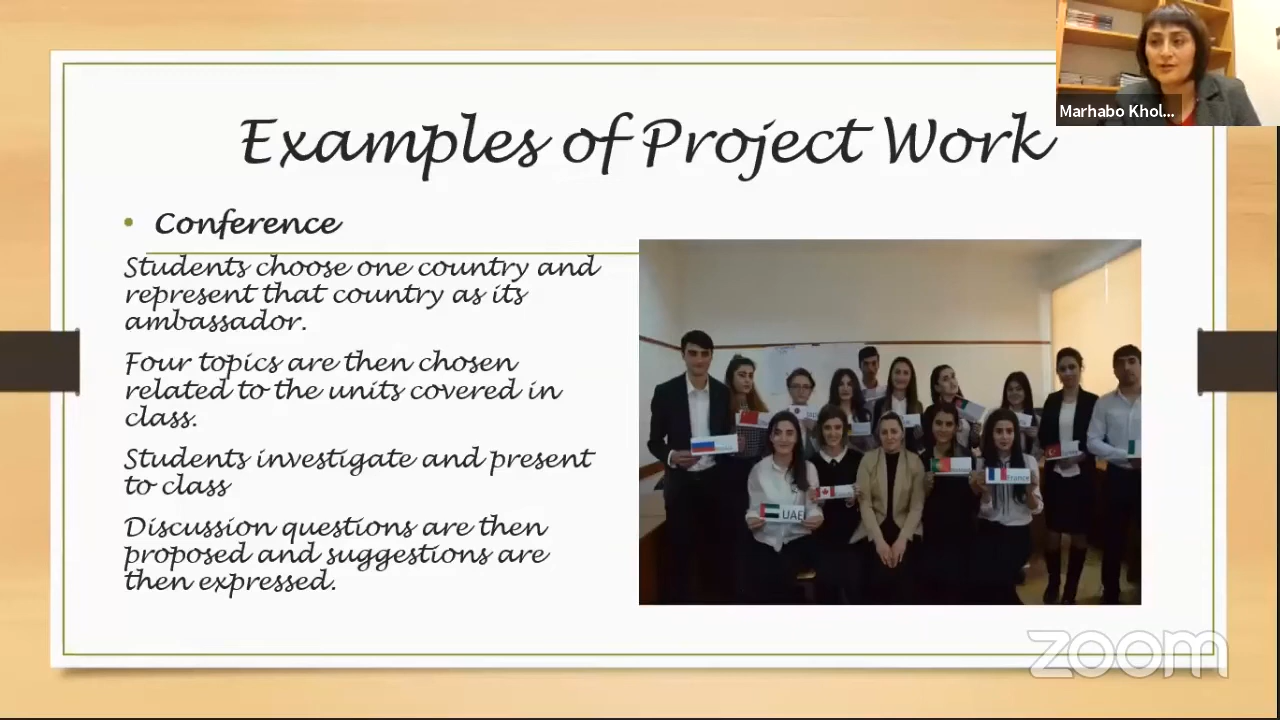 Marhabo Khol...
Examples of Project Work
Conference
Students choose one country and
represent that country as its
ambassador.
Four topics are then chosen
related to the units covered in
class.
Students investigate and present
to class
Discussion questions are then
proposed and suggestions are
then expressed.
UAE
France
zoom